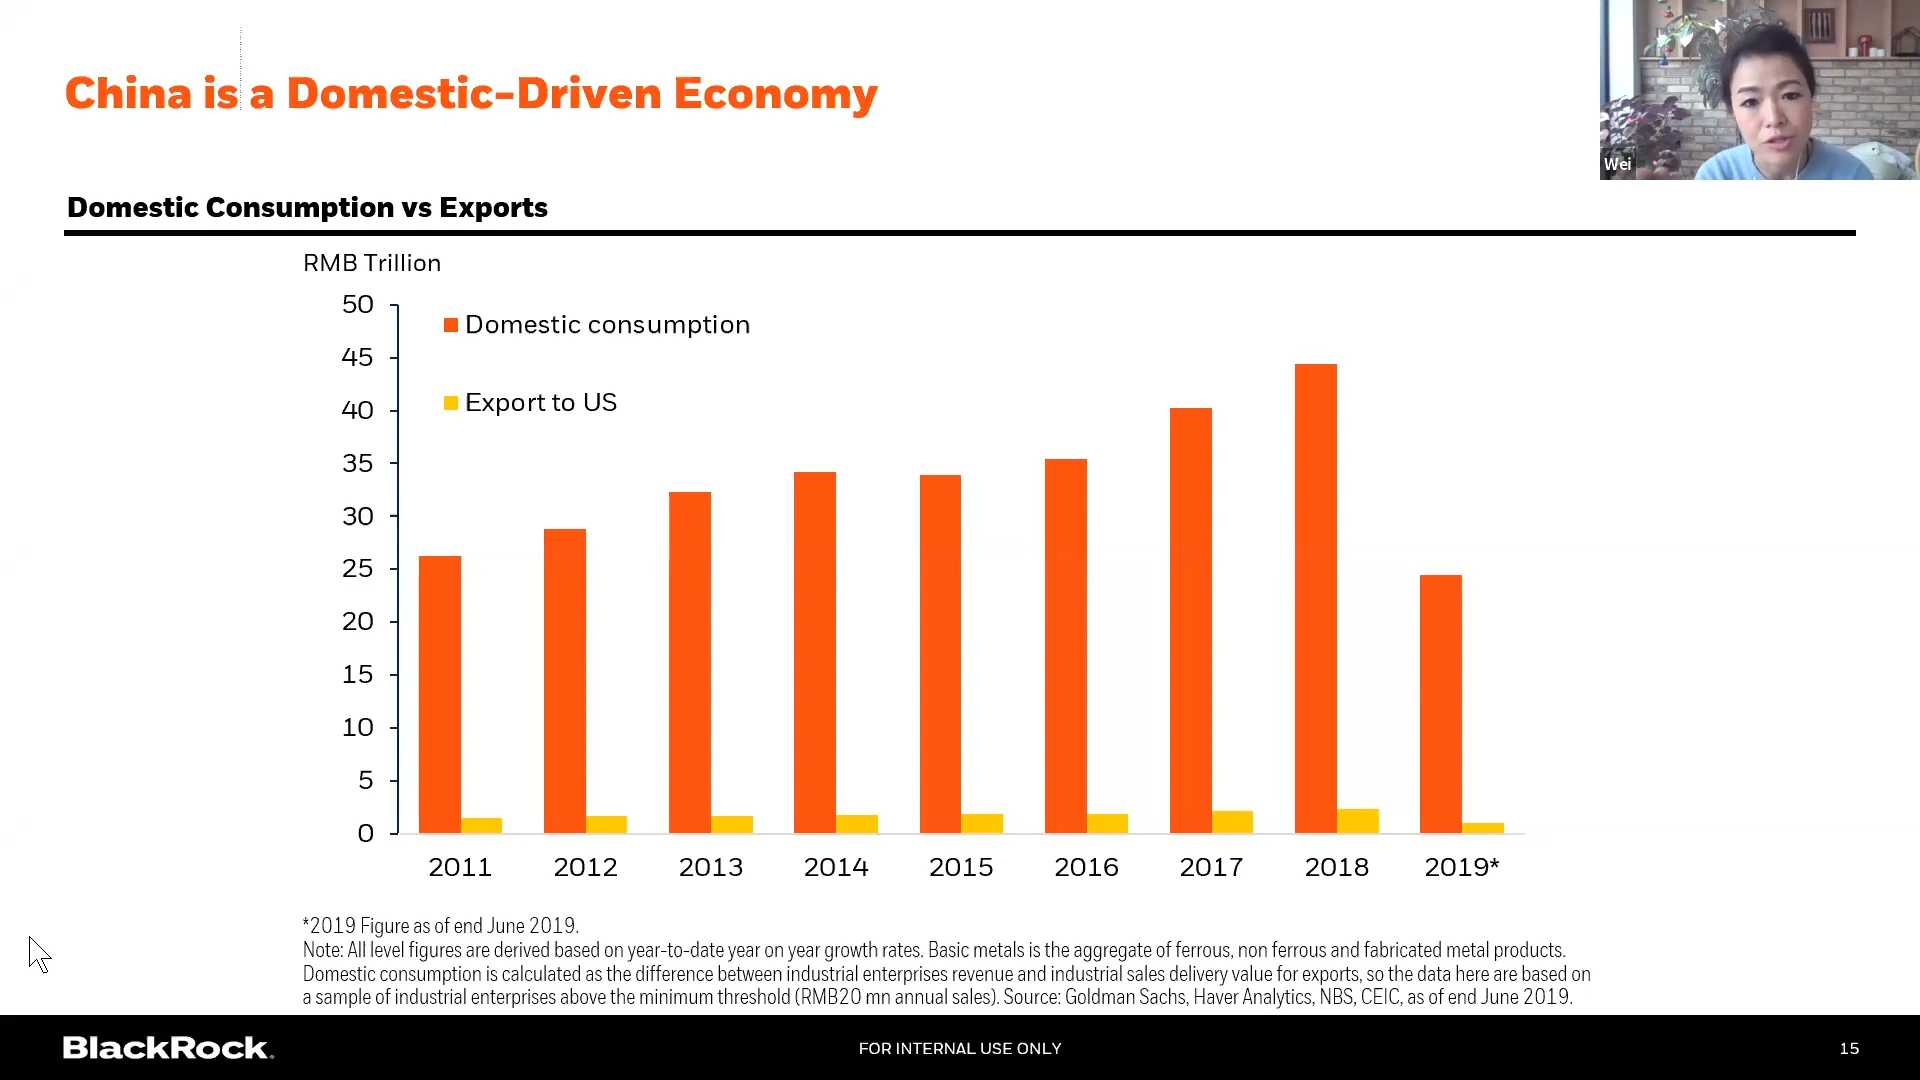 China is a Domestic-Driven Economy
Wei
Domestic Consumption vs Exports
RMB Trillion
50
45
40
35
30
25
20
15
10
5
0
Domestic consumption
Export to US
2011 2012 2013 2014 2015 2016 2017 2018 2019*
*2019 Figure as of end June 2019.
Note: All level figures are derived based on year-to-date year on year growth rates. Basic metals is the aggregate of ferrous, non ferrous and fabricated metal products.
Domestic consumption is calculated as the difference between industrial enterprises revenue and industrial sales delivery value for exports, so the data here are based on
a sample of industrial enterprises above the minimum threshold (RMB20 mn annual sales). Source: Goldman Sachs, Haver Analytics, NBS, CEIC, as of end June 2019.
BlackRock.
FOR INTERNAL USE ONLY
15